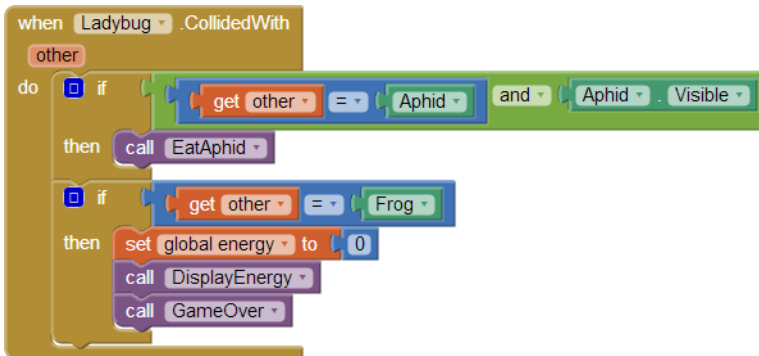 when Ladybug .CollidedWith
other
do if get other = Aphid and Aphid . Visible
then call EatAphid
if get other = Frog
then set global energy to 0
call DisplayEnergy
call GameOver